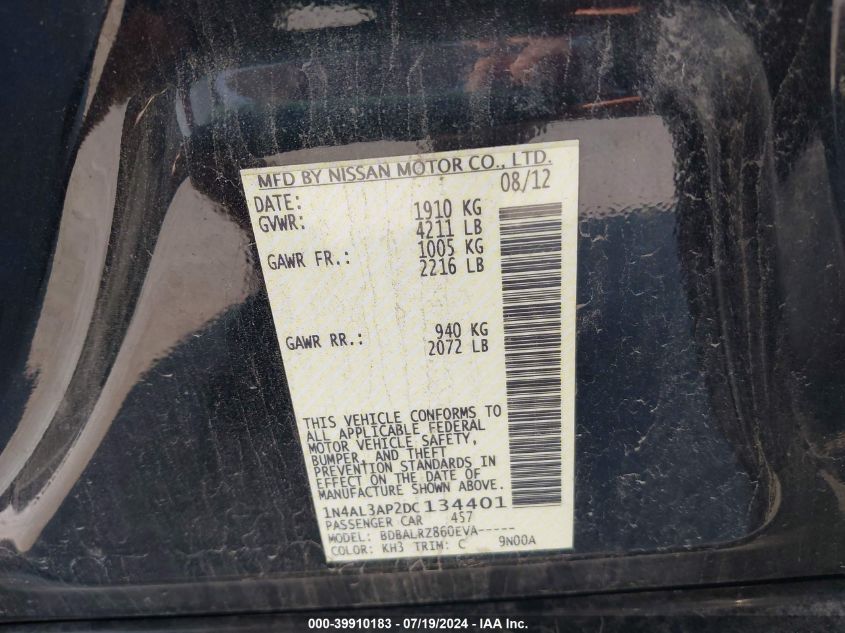 MFD BY NISSAN MOTOR CO., LTD.
DATE: 08/12
GVWR: 1910 KG
4211 LB
GAWR FR.: 1005 KG
2216 LB
GAWR RR.: 940 KG
2072 LB
THIS VEHICLE CONFORMS TO
ALL APPLICABLE FEDERAL
MOTOR VEHICLE SAFETY,
BUMPER, AND THEFT
PREVENTION STANDARDS IN
EFFECT ON THE DATE OF
MANUFACTURE SHOWN ABOVE.
1N4AL3AP2DC134401
PASSENGER CAR 457
MODEL: BDBALRZ860EVA-----
COLOR: KH3 TRIM: C 9N00A
000-39910183 - 07/19/2024 - IAA Inc.